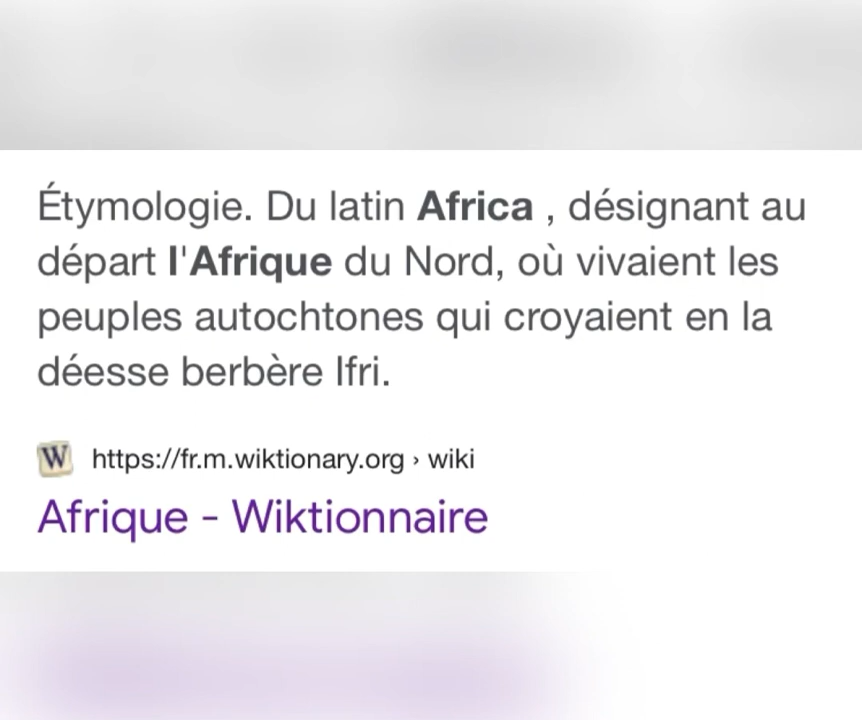 Étymologie. Du latin Africa , désignant au
départ l'Afrique du Nord, où vivaient les
peuples autochtones qui croyaient en la
déesse berbère Ifri.
W https://fr.m.wiktionary.org › wiki
Afrique - Wiktionnaire